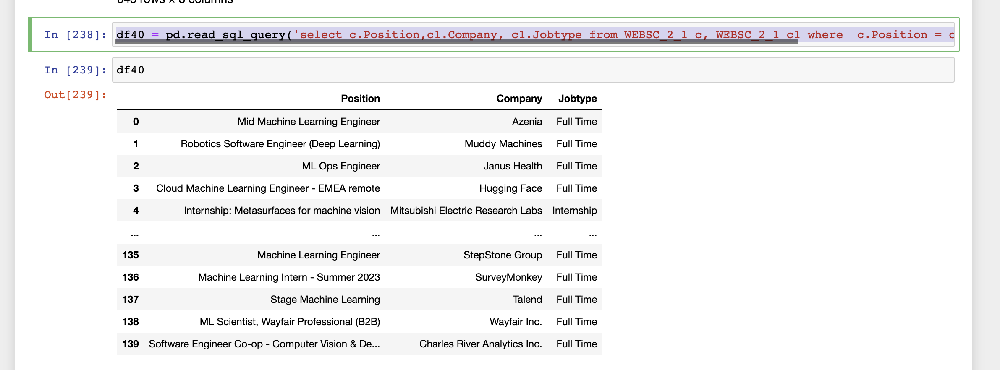 645 rows × 3 columns
In [238]: df40 = pd.read_sql_query('select c.Position,c1.Company, c1.Jobtype from WEBSC_2_1 c, WEBSC_2_1 c1 where  c.Position = c
In [239]: df40
Out[239]:
Position Company Jobtype
0 Mid Machine Learning Engineer Azenia Full Time
1 Robotics Software Engineer (Deep Learning) Muddy Machines Full Time
2 ML Ops Engineer Janus Health Full Time
3 Cloud Machine Learning Engineer - EMEA remote Hugging Face Full Time
4 Internship: Metasurfaces for machine vision Mitsubishi Electric Research Labs Internship
... ... ... ...
135 Machine Learning Engineer StepStone Group Full Time
136 Machine Learning Intern - Summer 2023 SurveyMonkey Full Time
137 Stage Machine Learning Talend Full Time
138 ML Scientist, Wayfair Professional (B2B) Wayfair Inc. Full Time
139 Software Engineer Co-op - Computer Vision & De... Charles River Analytics Inc. Full Time